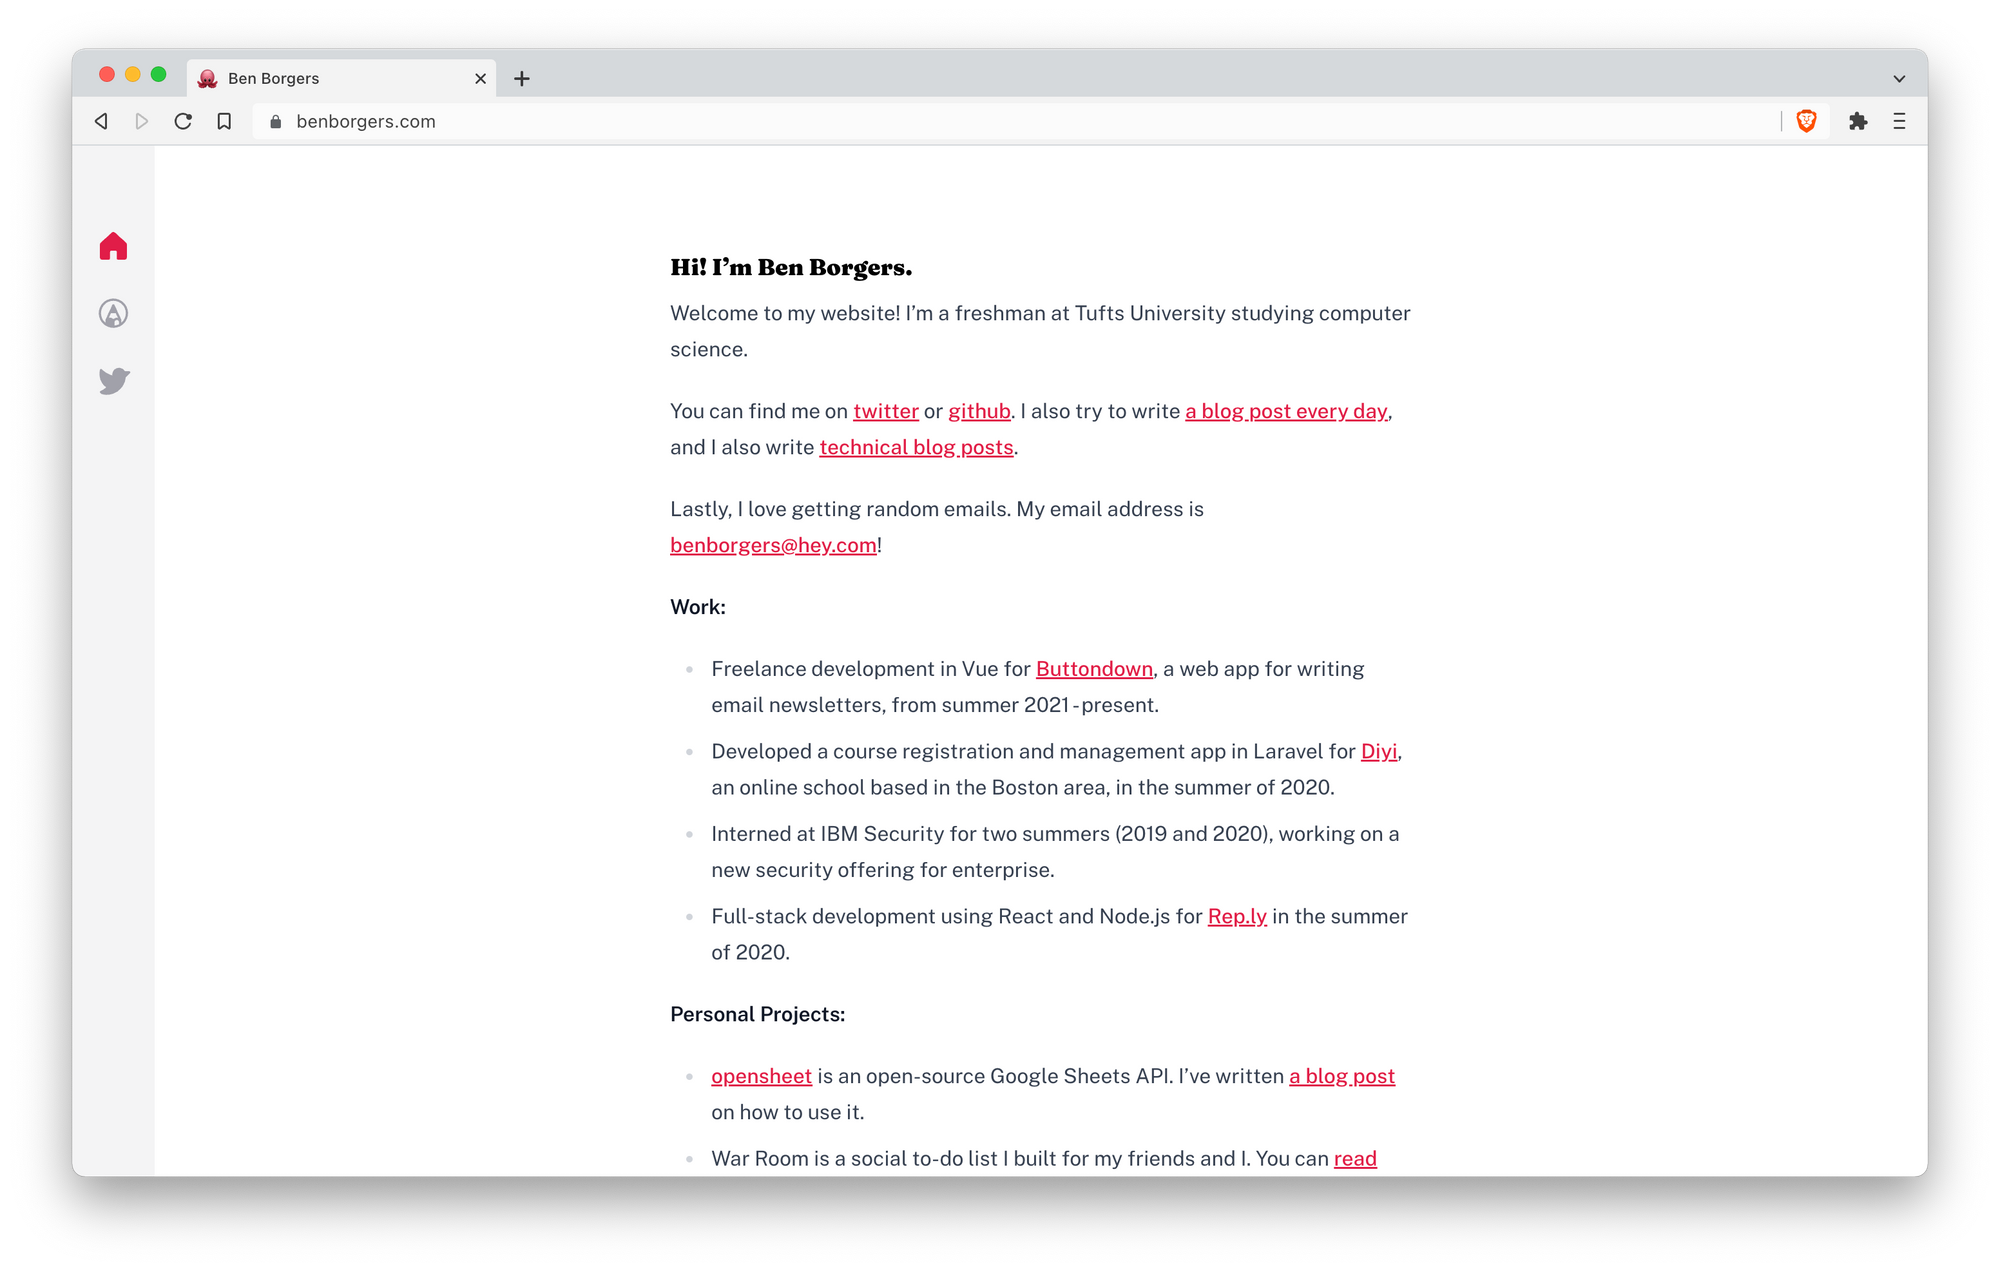 Ben Borgers
benborgers.com
Hi! I’m Ben Borgers.
Welcome to my website! I’m a freshman at Tufts University studying computer
science.
You can find me on twitter or github. I also try to write a blog post every day,
and I also write technical blog posts.
Lastly, I love getting random emails. My email address is
benborgers@hey.com!
Work:
Freelance development in Vue for Buttondown, a web app for writing
email newsletters, from summer 2021-present.
Developed a course registration and management app in Laravel for Diyi,
an online school based in the Boston area, in the summer of 2020.
Interned at IBM Security for two summers (2019 and 2020), working on a
new security offering for enterprise.
Full-stack development using React and Node.js for Rep.ly in the summer
of 2020.
Personal Projects:
opensheet is an open-source Google Sheets API. I’ve written a blog post
on how to use it.
War Room is a social to-do list I built for my friends and I. You can read